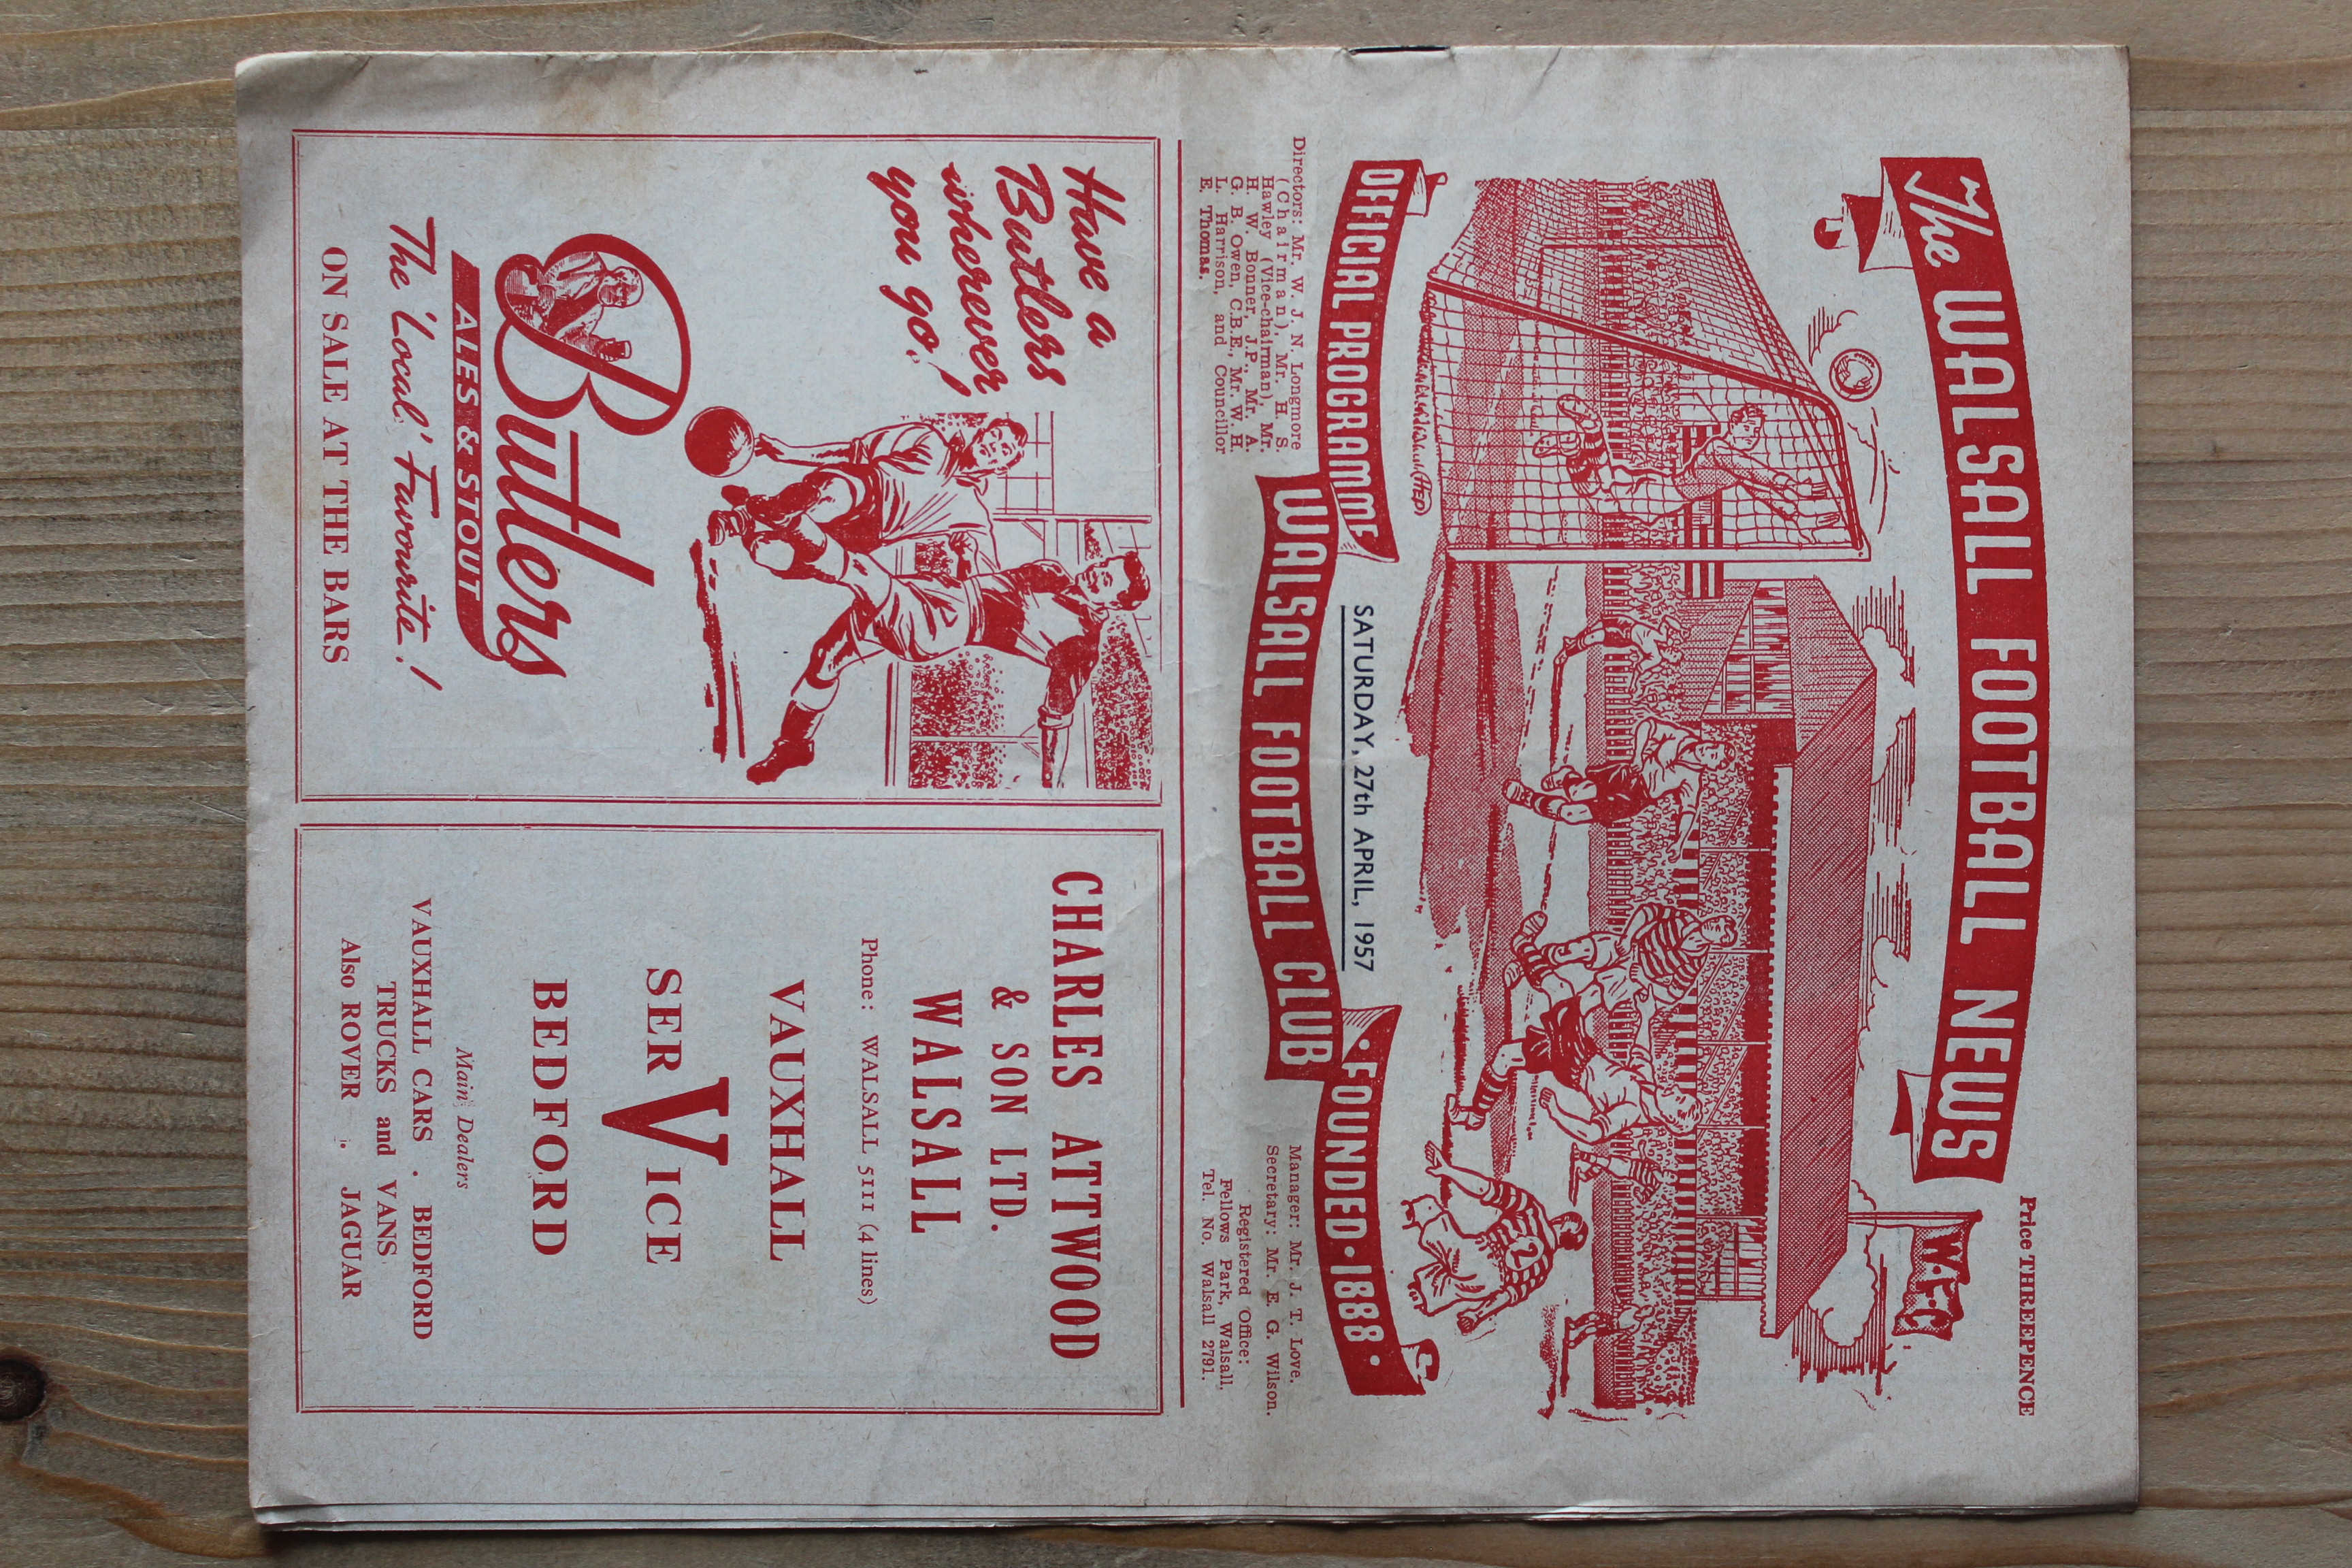 Price THREEPENCE
The WALSALL FOOTBALL NEWS
W.F.C
2
AEP
OFFICIAL PROGRAMME
SATURDAY, 27th APRIL, 1957
WALSALL FOOTBALL CLUB
• FOUNDED • 1888 •
Directors: Mr. W. J. N. Longmore
(Chairman), Mr. H. S.
Hawley (Vice-chairman), Mr.
H. W. Bonner, J.P., Mr. A.
G. B. Owen, C.B.E., Mr. W. H.
L. Harrison, and Councillor
E. Thomas.
Manager: Mr. J. T. Love.
Secretary: Mr. E. G. Wilson.
Registered Office:
Fellows Park, Walsall,
Tel. No. Walsall 2791.
Have a
Butlers
wherever
you go!
Butlers
ALES & STOUT
The 'Local' Favourite!
ON SALE AT THE BARS
CHARLES ATTWOOD
& SON LTD.
WALSALL
Phone: WALSALL 5111 (4 lines)
VAUXHALL
SERVICE
BEDFORD
Main Dealers
VAUXHALL CARS . BEDFORD
TRUCKS and VANS
Also ROVER . JAGUAR